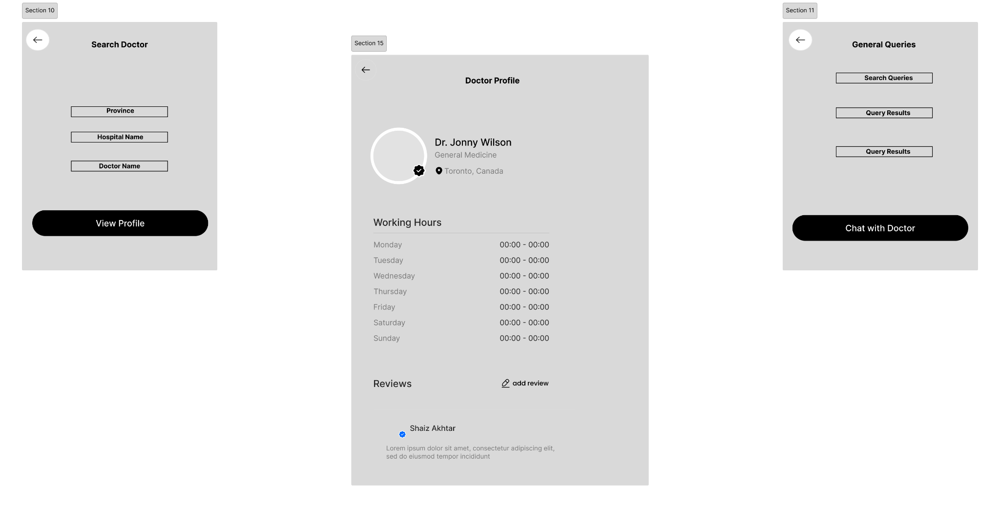 Section 10
Search Doctor
Province
Hospital Name
Doctor Name
View Profile
Section 15
Doctor Profile
Dr. Jonny Wilson
General Medicine
Toronto, Canada
Working Hours
Monday 00:00 - 00:00
Tuesday 00:00 - 00:00
Wednesday 00:00 - 00:00
Thursday 00:00 - 00:00
Friday 00:00 - 00:00
Saturday 00:00 - 00:00
Sunday 00:00 - 00:00
Reviews add review
Shaiz Akhtar
Lorem ipsum dolor sit amet, consectetur adipiscing elit,
sed do eiusmod tempor incididunt
Section 11
General Queries
Search Queries
Query Results
Query Results
Chat with Doctor